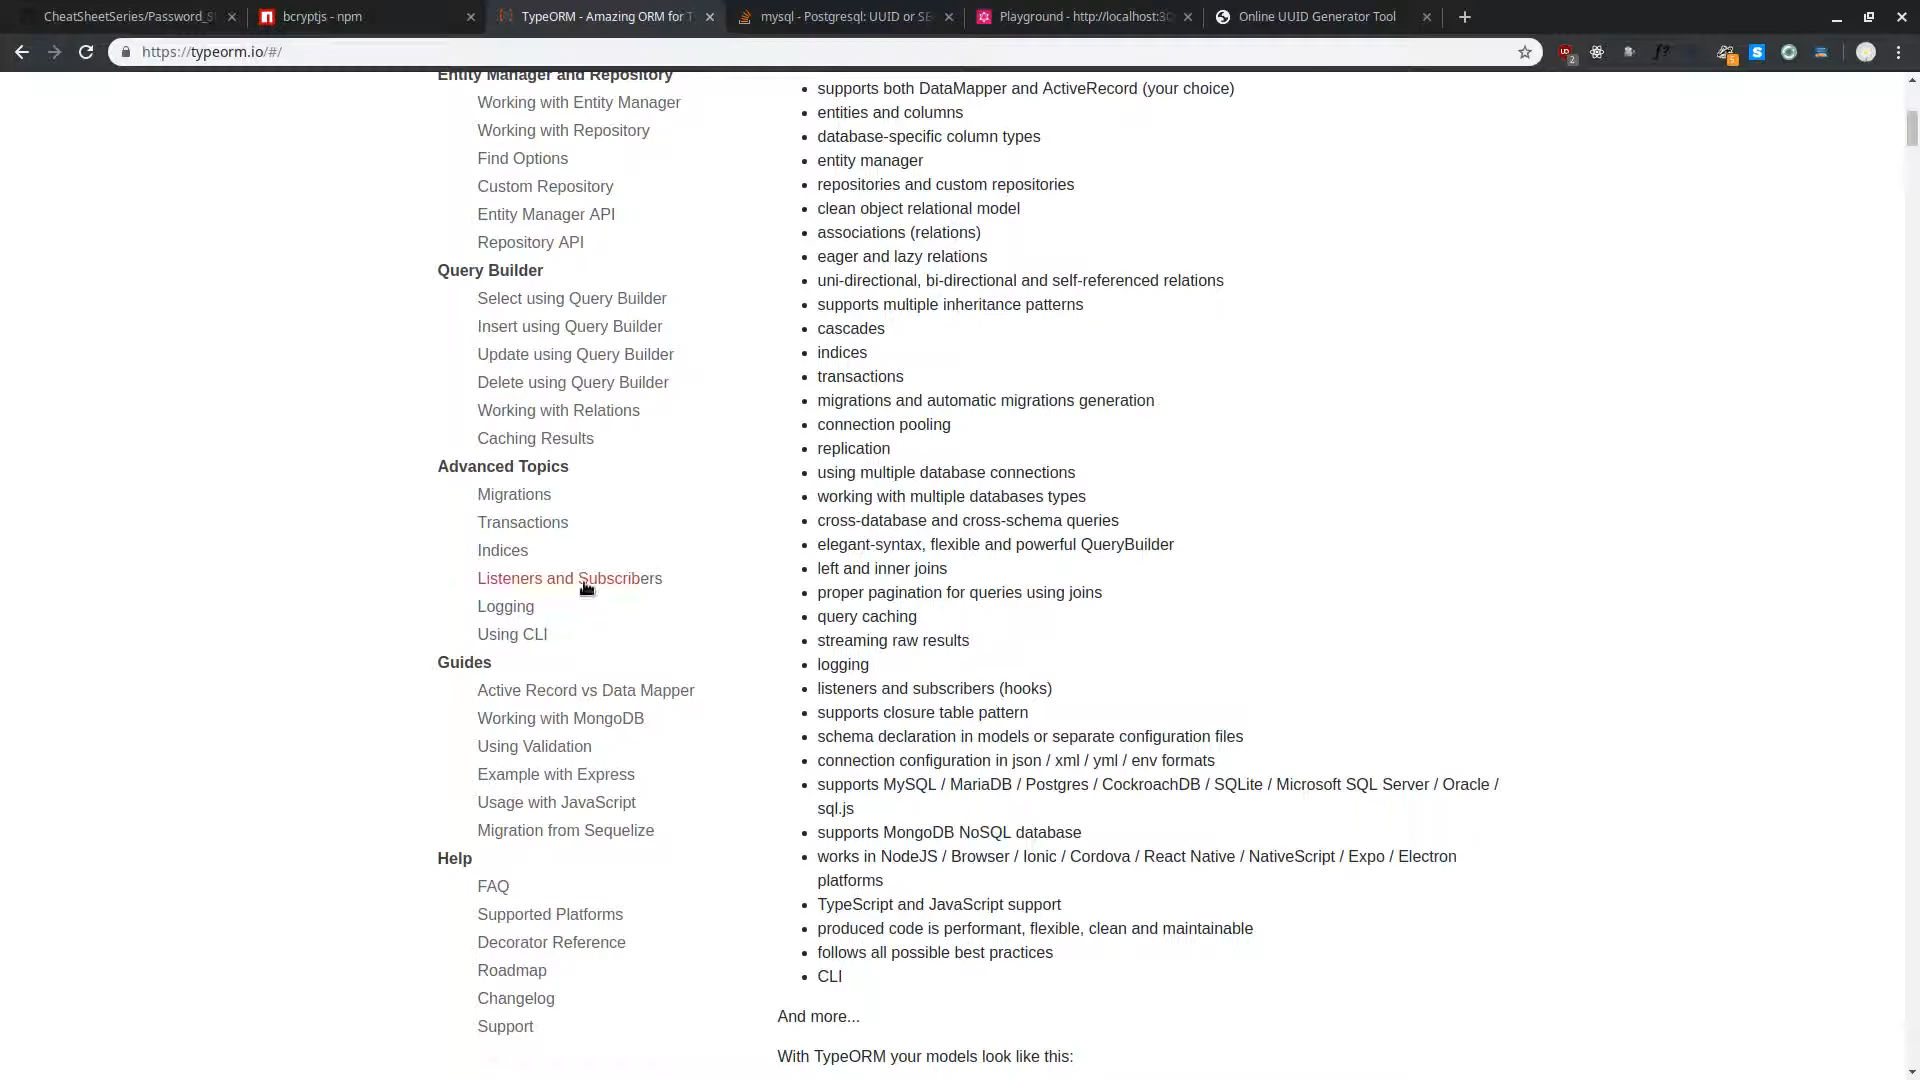 CheatSheetSeries/Password_S
bcryptjs - npm
TypeORM - Amazing ORM for T
mysql - Postgresql: UUID or SE
Playground - http://localhost:30
Online UUID Generator Tool
https://typeorm.io/#/
2
f?
S
5
Entity Manager and Repository
Working with Entity Manager
Working with Repository
Find Options
Custom Repository
Entity Manager API
Repository API
Query Builder
Select using Query Builder
Insert using Query Builder
Update using Query Builder
Delete using Query Builder
Working with Relations
Caching Results
Advanced Topics
Migrations
Transactions
Indices
Listeners and Subscribers
Logging
Using CLI
Guides
Active Record vs Data Mapper
Working with MongoDB
Using Validation
Example with Express
Usage with JavaScript
Migration from Sequelize
Help
FAQ
Supported Platforms
Decorator Reference
Roadmap
Changelog
Support
supports both DataMapper and ActiveRecord (your choice)
entities and columns
database-specific column types
entity manager
repositories and custom repositories
clean object relational model
associations (relations)
eager and lazy relations
uni-directional, bi-directional and self-referenced relations
supports multiple inheritance patterns
cascades
indices
transactions
migrations and automatic migrations generation
connection pooling
replication
using multiple database connections
working with multiple databases types
cross-database and cross-schema queries
elegant-syntax, flexible and powerful QueryBuilder
left and inner joins
proper pagination for queries using joins
query caching
streaming raw results
logging
listeners and subscribers (hooks)
supports closure table pattern
schema declaration in models or separate configuration files
connection configuration in json / xml / yml / env formats
supports MySQL / MariaDB / Postgres / CockroachDB / SQLite / Microsoft SQL Server / Oracle /
sql.js
supports MongoDB NoSQL database
works in NodeJS / Browser / Ionic / Cordova / React Native / NativeScript / Expo / Electron
platforms
TypeScript and JavaScript support
produced code is performant, flexible, clean and maintainable
follows all possible best practices
CLI
And more...
With TypeORM your models look like this: